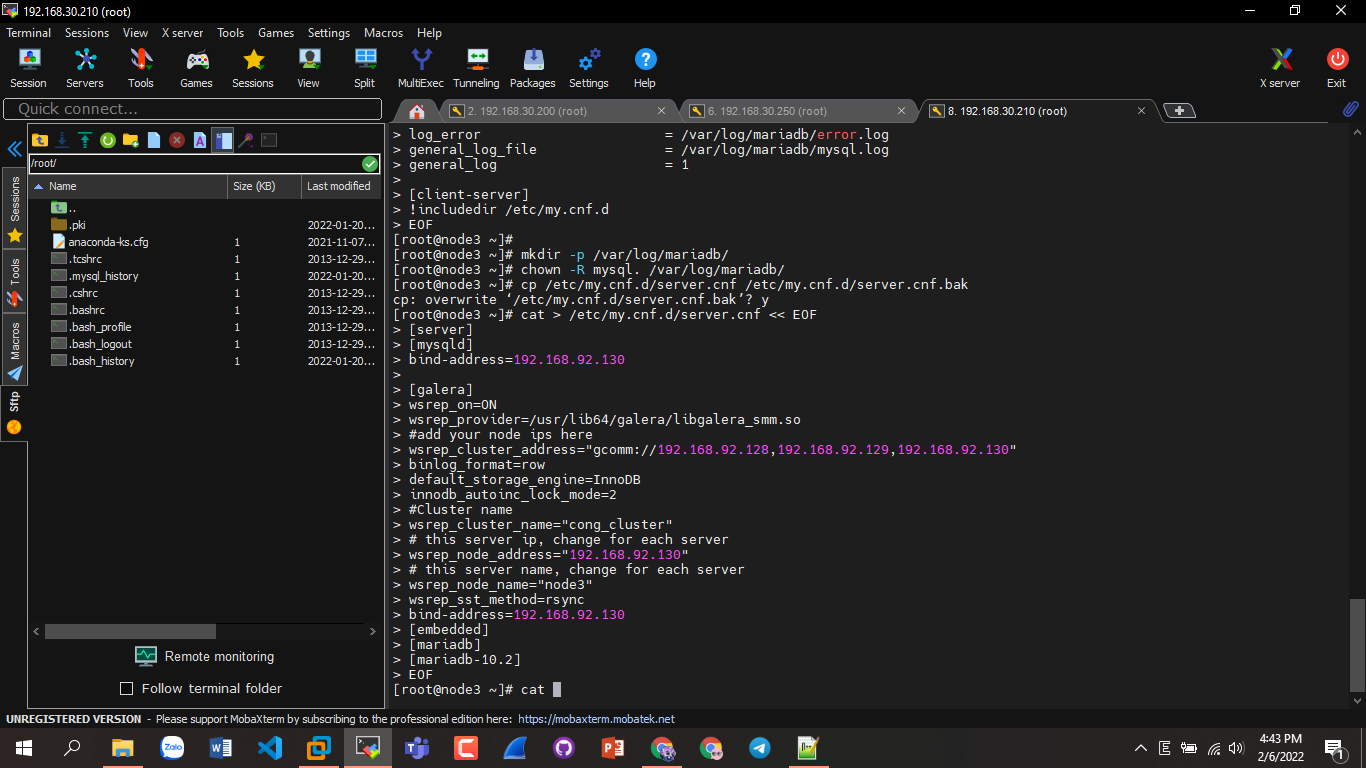 192.168.30.210 (root)
Terminal Sessions View X server Tools Games Settings Macros Help
Session Servers Tools Games Sessions View Split MultiExec Tunneling Packages Settings Help X server Exit
Quick connect...
2. 192.168.30.200 (root)
6. 192.168.30.250 (root)
8. 192.168.30.210 (root)
Sessions
Tools
Macros
Sftp
/root/
Name Size (KB) Last modified
..
.pki 2022-01-20...
anaconda-ks.cfg 1 2021-11-07...
.tcshrc 1 2013-12-29...
.mysql_history 1 2022-01-20...
.cshrc 1 2013-12-29...
.bashrc 1 2013-12-29...
.bash_profile 1 2013-12-29...
.bash_logout 1 2013-12-29...
.bash_history 1 2022-01-20...
Remote monitoring
Follow terminal folder
> log_error = /var/log/mariadb/error.log
> general_log_file = /var/log/mariadb/mysql.log
> general_log = 1
>
> [client-server]
> !includedir /etc/my.cnf.d
> EOF
[root@node3 ~]#
[root@node3 ~]# mkdir -p /var/log/mariadb/
[root@node3 ~]# chown -R mysql. /var/log/mariadb/
[root@node3 ~]# cp /etc/my.cnf.d/server.cnf /etc/my.cnf.d/server.cnf.bak
cp: overwrite ‘/etc/my.cnf.d/server.cnf.bak’? y
[root@node3 ~]# cat > /etc/my.cnf.d/server.cnf << EOF
> [server]
> [mysqld]
> bind-address=192.168.92.130
>
> [galera]
> wsrep_on=ON
> wsrep_provider=/usr/lib64/galera/libgalera_smm.so
> #add your node ips here
> wsrep_cluster_address="gcomm://192.168.92.128,192.168.92.129,192.168.92.130"
> binlog_format=row
> default_storage_engine=InnoDB
> innodb_autoinc_lock_mode=2
> #Cluster name
> wsrep_cluster_name="cong_cluster"
> # this server ip, change for each server
> wsrep_node_address="192.168.92.130"
> # this server name, change for each server
> wsrep_node_name="node3"
> wsrep_sst_method=rsync
> bind-address=192.168.92.130
> [embedded]
> [mariadb]
> [mariadb-10.2]
> EOF
[root@node3 ~]# cat
UNREGISTERED VERSION - Please support MobaXterm by subscribing to the professional edition here: https://mobaxterm.mobatek.net
Zalo
4:43 PM
2/6/2022
1